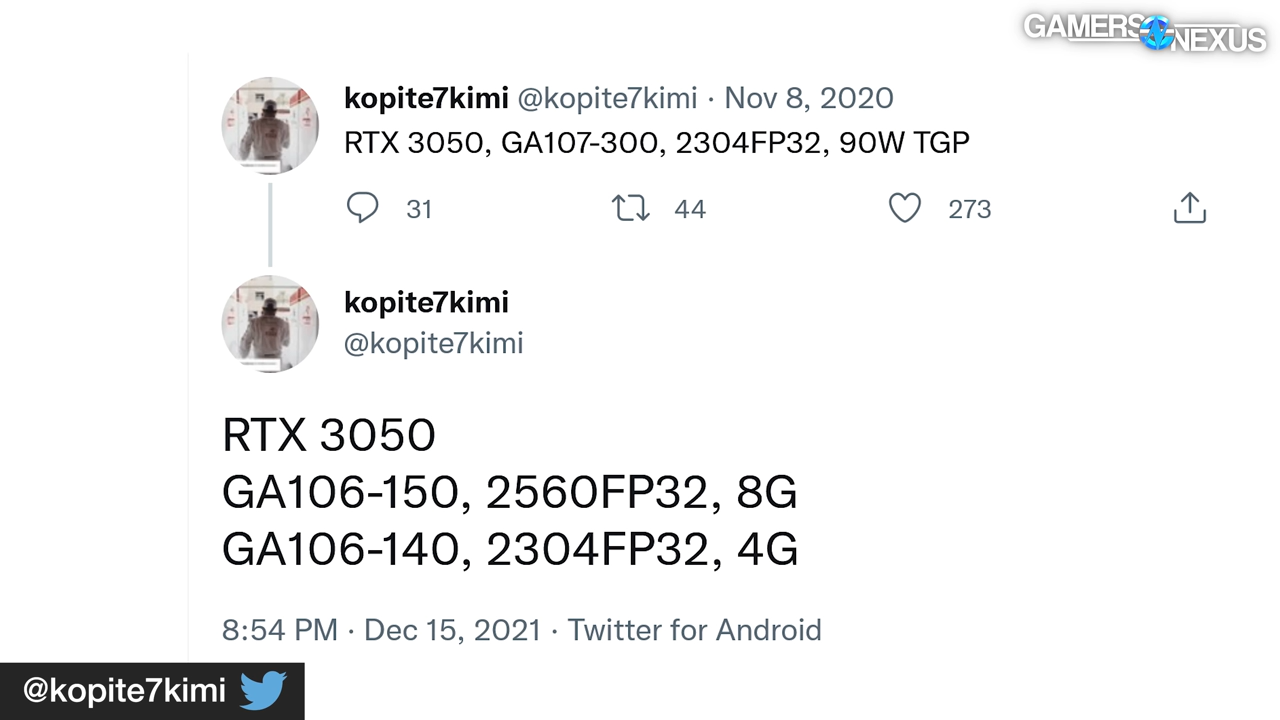 GAMERS NEXUS
kopite7kimi @kopite7kimi · Nov 8, 2020
RTX 3050, GA107-300, 2304FP32, 90W TGP
31 44 273
kopite7kimi
@kopite7kimi
RTX 3050
GA106-150, 2560FP32, 8G
GA106-140, 2304FP32, 4G
8:54 PM · Dec 15, 2021 · Twitter for Android
@kopite7kimi